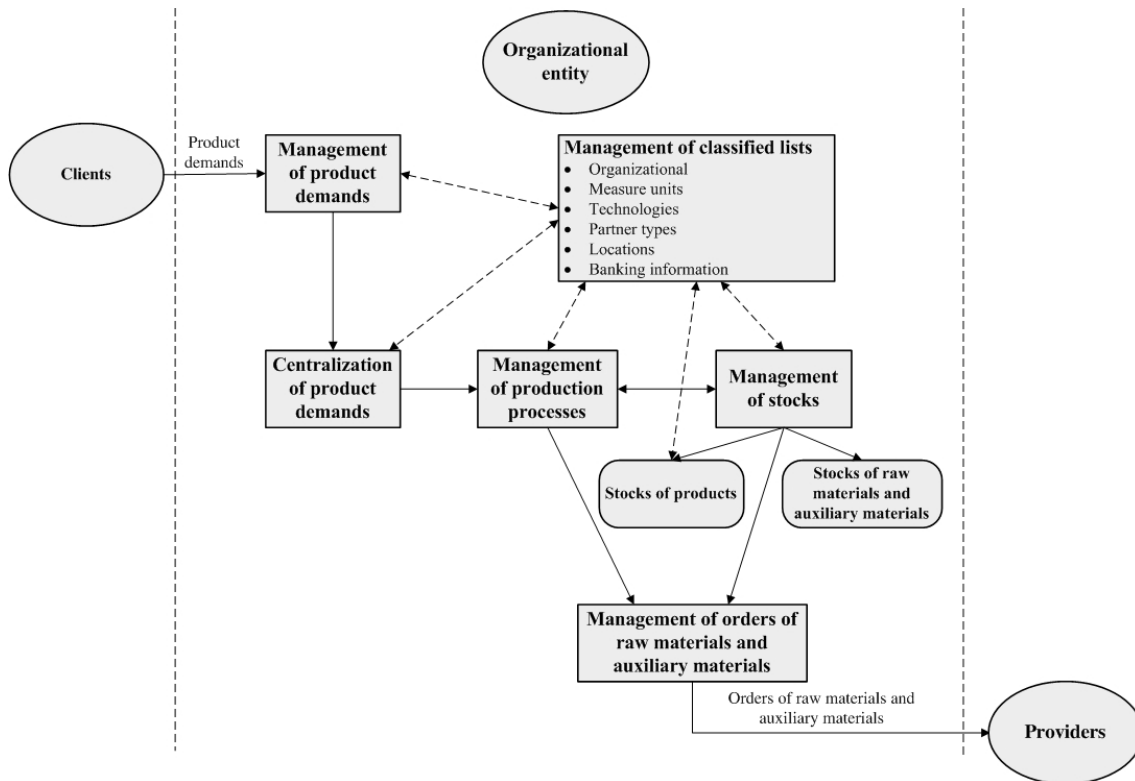 Organizational
entity
Clients
Product
demands
Management
of product
demands
Management of classified lists
• Organizational
• Measure units
• Technologies
• Partner types
• Locations
• Banking information
Centralization
of product
demands
Management
of production
processes
Management
of stocks
Stocks of products
Stocks of raw
materials and
auxiliary materials
Management of orders of
raw materials and
auxiliary materials
Orders of raw materials and
auxiliary materials
Providers